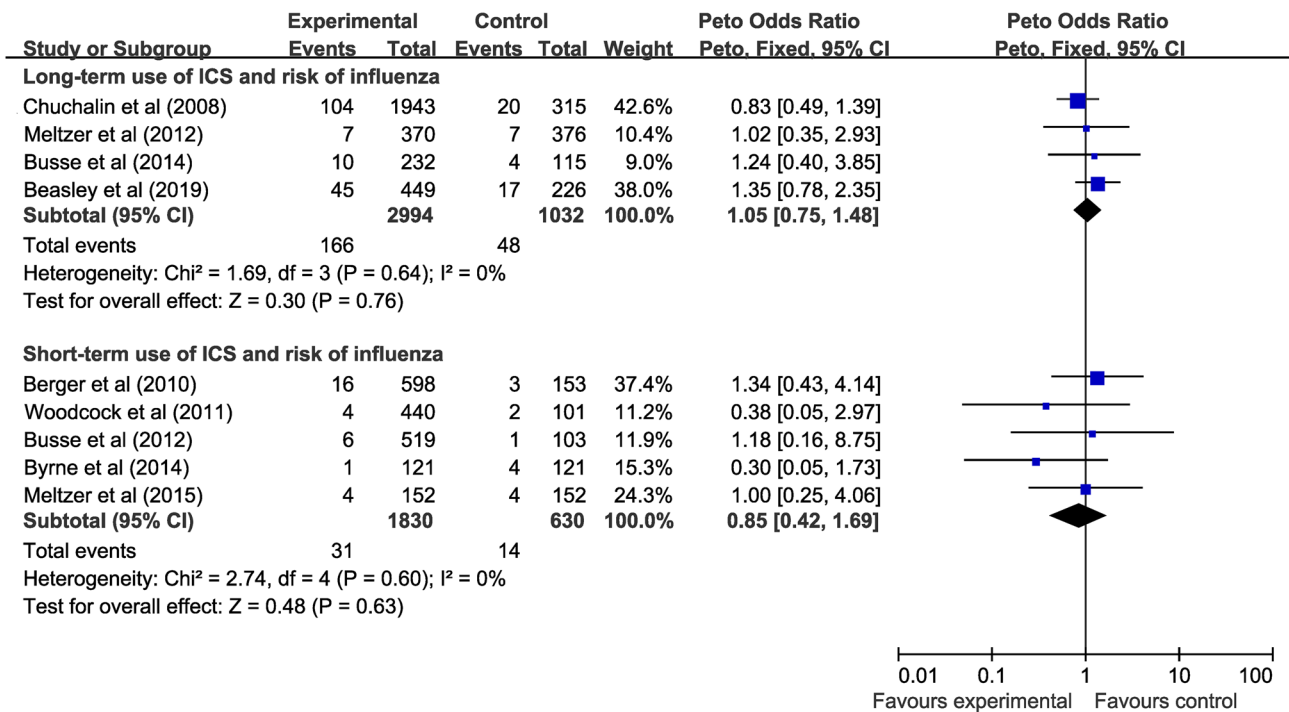 Experimental Control Peto Odds Ratio Peto Odds Ratio
Study or Subgroup Events Total Events Total Weight Peto, Fixed, 95% CI Peto, Fixed, 95% CI
Long-term use of ICS and risk of influenza
Chuchalin et al (2008) 104 1943 20 315 42.6% 0.83 [0.49, 1.39]
Meltzer et al (2012) 7 370 7 376 10.4% 1.02 [0.35, 2.93]
Busse et al (2014) 10 232 4 115 9.0% 1.24 [0.40, 3.85]
Beasley et al (2019) 45 449 17 226 38.0% 1.35 [0.78, 2.35]
Subtotal (95% CI) 2994 1032 100.0% 1.05 [0.75, 1.48]
Total events 166 48
Heterogeneity: Chi² = 1.69, df = 3 (P = 0.64); I² = 0%
Test for overall effect: Z = 0.30 (P = 0.76)
Short-term use of ICS and risk of influenza
Berger et al (2010) 16 598 3 153 37.4% 1.34 [0.43, 4.14]
Woodcock et al (2011) 4 440 2 101 11.2% 0.38 [0.05, 2.97]
Busse et al (2012) 6 519 1 103 11.9% 1.18 [0.16, 8.75]
Byrne et al (2014) 1 121 4 121 15.3% 0.30 [0.05, 1.73]
Meltzer et al (2015) 4 152 4 152 24.3% 1.00 [0.25, 4.06]
Subtotal (95% CI) 1830 630 100.0% 0.85 [0.42, 1.69]
Total events 31 14
Heterogeneity: Chi² = 2.74, df = 4 (P = 0.60); I² = 0%
Test for overall effect: Z = 0.48 (P = 0.63)
0.01 0.1 1 10 100
Favours experimental Favours control